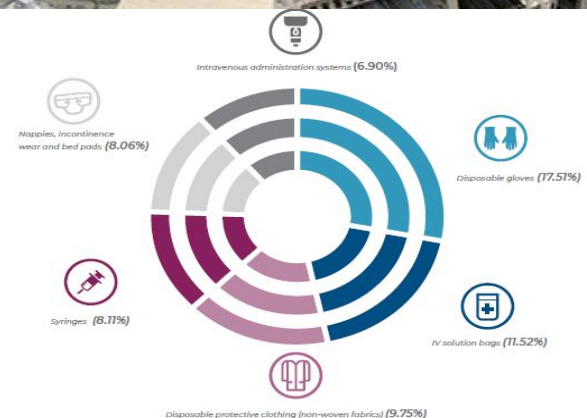 Intravenous administration systems (6.90%)
Nappies, incontinence
wear and bed pads (8.06%)
Disposable gloves (17.51%)
Syringes (8.11%)
IV solution bags (11.52%)
Disposable protective clothing (non-woven fabrics) (9.75%)